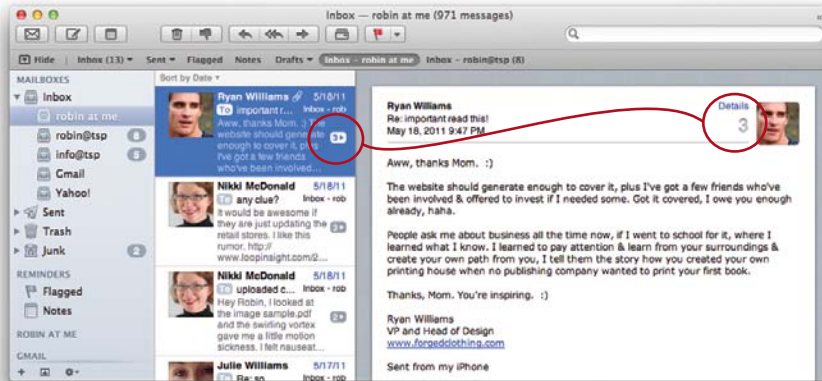 Inbox — robin at me (971 messages)
Hide Inbox (13) Sent Flagged Notes Drafts Inbox - robin at me Inbox - robin@tsp (8)
MAILBOXES
Inbox
robin at me
robin@tsp 8
info@tsp 5
Gmail
Yahoo!
Sent
Trash
Junk 2
REMINDERS
Flagged
Notes
ROBIN AT ME
GMAIL
Sort by Date
Ryan Williams 5/18/11
To important r... Inbox - rob
Aww, thanks Mom. :) The
website should generate
enough to cover it, plus
I've got a few friends
who've been involved...
3
Nikki McDonald 5/18/11
To any clue? Inbox - rob
It would be awesome if
they are just updating the
retail stores. I like this
rumor. http://
www.loopinsight.com/2...
3
Nikki McDonald 5/18/11
To uploaded c... Inbox - rob
Hey Robin, I looked at
the image sample.pdf
and the swirling vortex
gave me a little motion
sickness. I felt nauseat...
2
Julie Williams 5/17/11
To Re: so Inbox - rob
Ryan Williams Details
Re: important read this! 3
May 18, 2011 9:47 PM
Aww, thanks Mom. :)
The website should generate enough to cover it, plus I've got a few friends who've
been involved & offered to invest if I needed some. Got it covered, I owe you enough
already, haha.
People ask me about business all the time now, if I went to school for it, where I
learned what I know. I learned to pay attention & learn from your surroundings &
create your own path from you, I tell them the story how you created your own
printing house when no publishing company wanted to print your first book.
Thanks, Mom. You're inspiring. :)
Ryan Williams
VP and Head of Design
www.forgedclothing.com
Sent from my iPhone